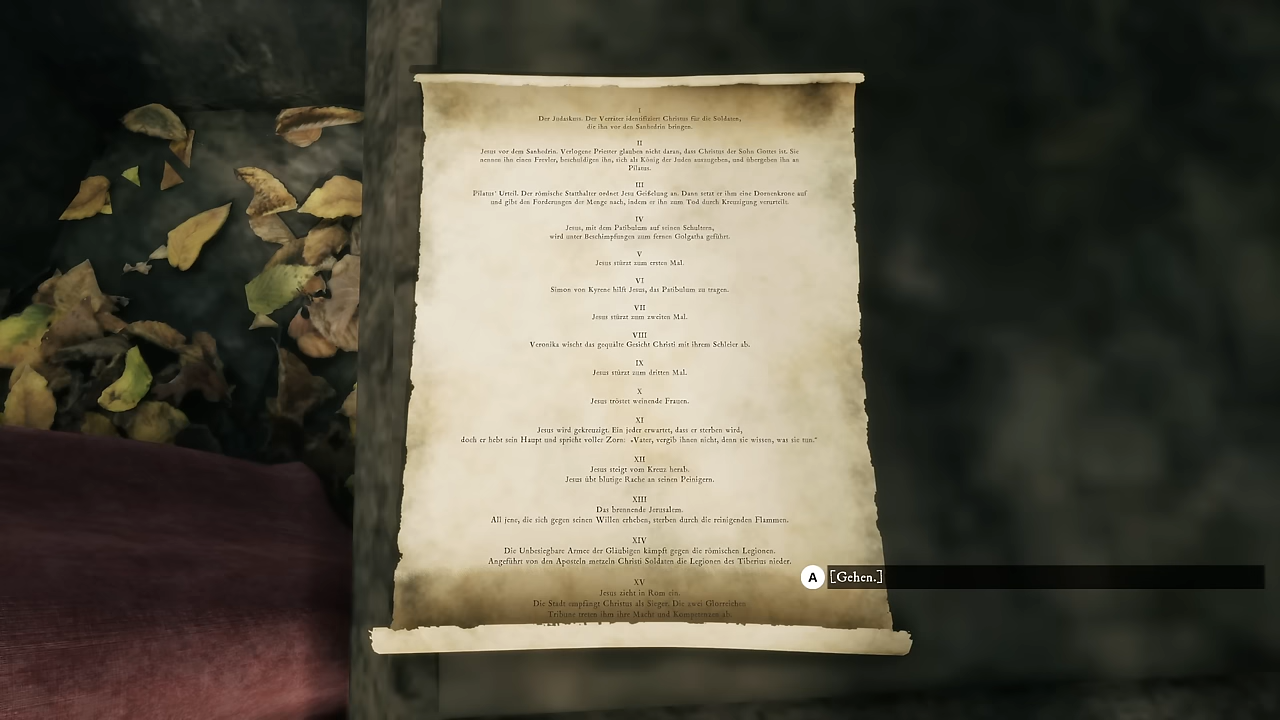 I
Der Judaskuss. Der Verräter identifiziert Christus für die Soldaten,
die ihn vor den Sanhedrin bringen.
II
Jesus vor dem Sanhedrin. Verlogene Priester glauben nicht daran, dass Christus der Sohn Gottes ist. Sie
nennen ihn einen Frevler, beschuldigen ihn, sich als König der Juden auszugeben, und übergeben ihn an
Pilatus.
III
Pilatus' Urteil. Der römische Statthalter ordnet Jesu Geißelung an. Dann setzt er ihm eine Dornenkrone auf
und gibt den Forderungen der Menge nach, indem er ihn zum Tod durch Kreuzigung verurteilt.
IV
Jesus, mit dem Patibulum auf seinen Schultern,
wird unter Beschimpfungen zum fernen Golgatha geführt.
V
Jesus stürzt zum ersten Mal.
VI
Simon von Kyrene hilft Jesus, das Patibulum zu tragen.
VII
Jesus stürzt zum zweiten Mal.
VIII
Veronika wischt das gequälte Gesicht Christi mit ihrem Schleier ab.
IX
Jesus stürzt zum dritten Mal.
X
Jesus tröstet weinende Frauen.
XI
Jesus wird gekreuzigt. Ein jeder erwartet, dass er sterben wird,
doch er hebt sein Haupt und spricht voller Zorn: „Vater, vergib ihnen nicht, denn sie wissen, was sie tun."
XII
Jesus steigt vom Kreuz herab.
Jesus übt blutige Rache an seinen Peinigern.
XIII
Das brennende Jerusalem.
All jene, die sich gegen seinen Willen erheben, sterben durch die reinigenden Flammen.
XIV
Die Unbesiegbare Armee der Gläubigen kämpft gegen die römischen Legionen.
Angeführt von den Aposteln metzeln Christi Soldaten die Legionen des Tiberius nieder.
XV
Jesus zieht in Rom ein.
Die Stadt empfängt Christus als Sieger. Die zwei Glorreichen
Tribune treten ihm ihre Macht und Kompetenzen ab.
A [Gehen.]